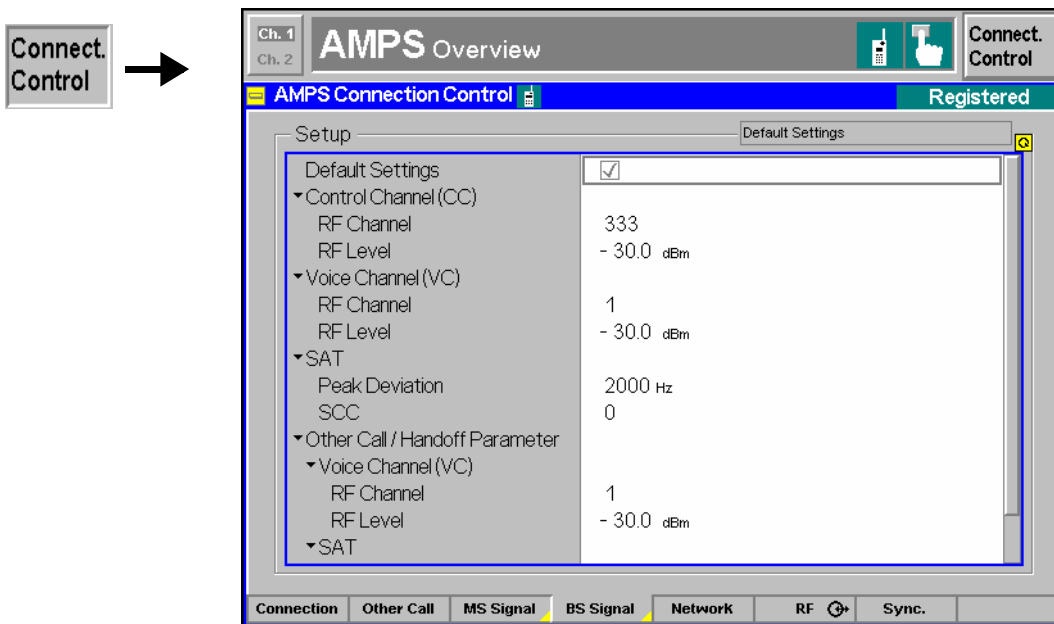 Connect.
Control
Ch. 1
Ch. 2
AMPS Overview
Connect.
Control
AMPS Connection Control
Registered
Setup
Default Settings
Default Settings
Control Channel (CC)
RF Channel 333
RF Level - 30.0 dBm
Voice Channel (VC)
RF Channel 1
RF Level - 30.0 dBm
SAT
Peak Deviation 2000 Hz
SCC 0
Other Call / Handoff Parameter
Voice Channel (VC)
RF Channel 1
RF Level - 30.0 dBm
SAT
Connection Other Call MS Signal BS Signal Network RF Sync.